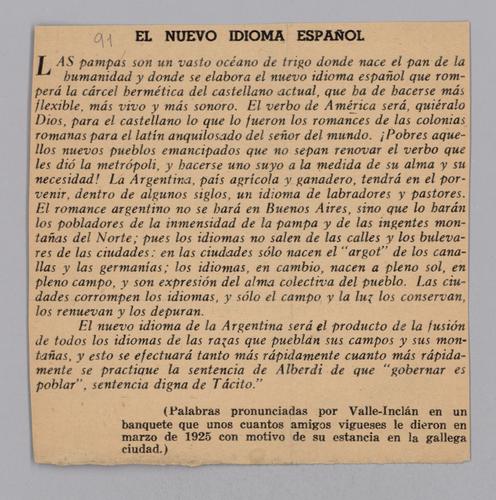 91
EL NUEVO IDIOMA ESPAÑOL
LAS pampas son un vasto océano de trigo donde nace el pan de la
humanidad y donde se elabora el nuevo idioma español que rom-
perá la cárcel hermética del castellano actual, que ha de hacerse más
flexible, más vivo y más sonoro. El verbo de América será, quiéralo
Dios, para el castellano lo que lo fueron los romances de las colonias
romanas para el latín anquilosado del señor del mundo. ¡Pobres aque-
llos nuevos pueblos emancipados que no sepan renovar el verbo que
les dió la metrópoli, y hacerse uno suyo a la medida de su alma y su
necesidad! La Argentina, país agrícola y ganadero, tendrá en el por-
venir, dentro de algunos siglos, un idioma de labradores y pastores.
El romance argentino no se hará en Buenos Aires, sino que lo harán
los pobladores de la inmensidad de la pampa y de las ingentes mon-
tañas del Norte; pues los idiomas no salen de las calles y los buleva-
res de las ciudades: en las ciudades sólo nacen el "argot" de los cana-
llas y las germanías; los idiomas, en cambio, nacen a pleno sol, en
pleno campo, y son expresión del alma colectiva del pueblo. Las ciu-
dades corrompen los idiomas, y sólo el campo y la luz los conservan,
los renuevan y los depuran.
El nuevo idioma de la Argentina será el producto de la fusión
de todos los idiomas de las razas que pueblan sus campos y sus mon-
tañas, y esto se efectuará tanto más rápidamente cuanto más rápida-
mente se practique la sentencia de Alberdi de que "gobernar es
poblar", sentencia digna de Tácito."
(Palabras pronunciadas por Valle-Inclán en un
banquete que unos cuantos amigos vigueses le dieron en
marzo de 1925 con motivo de su estancia en la gallega
ciudad.)